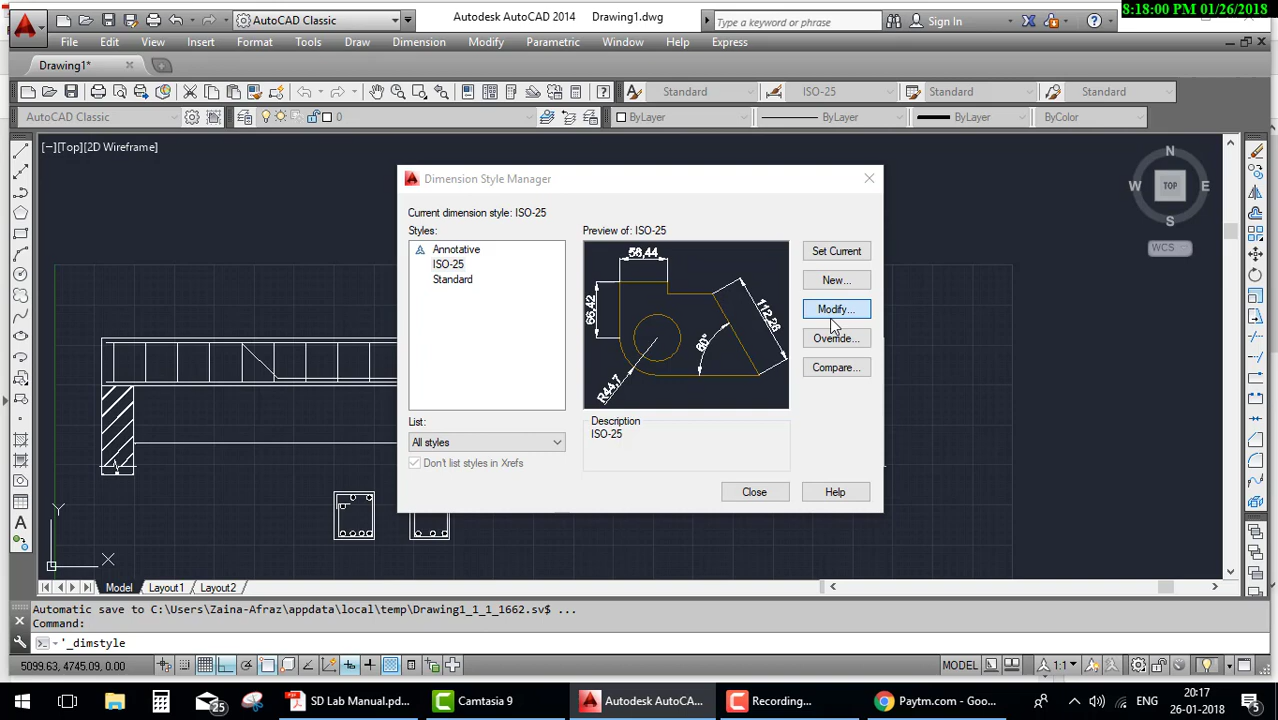 AutoCAD Classic
Autodesk AutoCAD 2014 Drawing1.dwg
Type a keyword or phrase
Sign In
8:18:00 PM 01/26/2018
File Edit View Insert Format Tools Draw Dimension Modify Parametric Window Help Express
Drawing1*
Standard ISO-25 Standard Standard
AutoCAD Classic 0 ByLayer ByLayer ByLayer ByColor
[−][Top][2D Wireframe]
N
W TOP E
S
WCS
Dimension Style Manager
Current dimension style: ISO-25
Styles:
Annotative
ISO-25
Standard
Preview of: ISO-25
56,44
66,42
112,26
80°
R44,7
Set Current
New...
Modify...
Override...
Compare...
List:
All styles
Don't list styles in Xrefs
Description
ISO-25
Close
Help
Y
X
Model Layout1 Layout2
Automatic save to C:\Users\Zaina-Afraz\appdata\local\temp\Drawing1_1_1_1662.sv$ ...
Command:
'_dimstyle
5099.63, 4745.09, 0.00
MODEL
1:1
25
SD Lab Manual.pd...
Camtasia 9
Autodesk AutoCA...
Recording...
Paytm.com - Goo...
ENG
20:17
26-01-2018
5